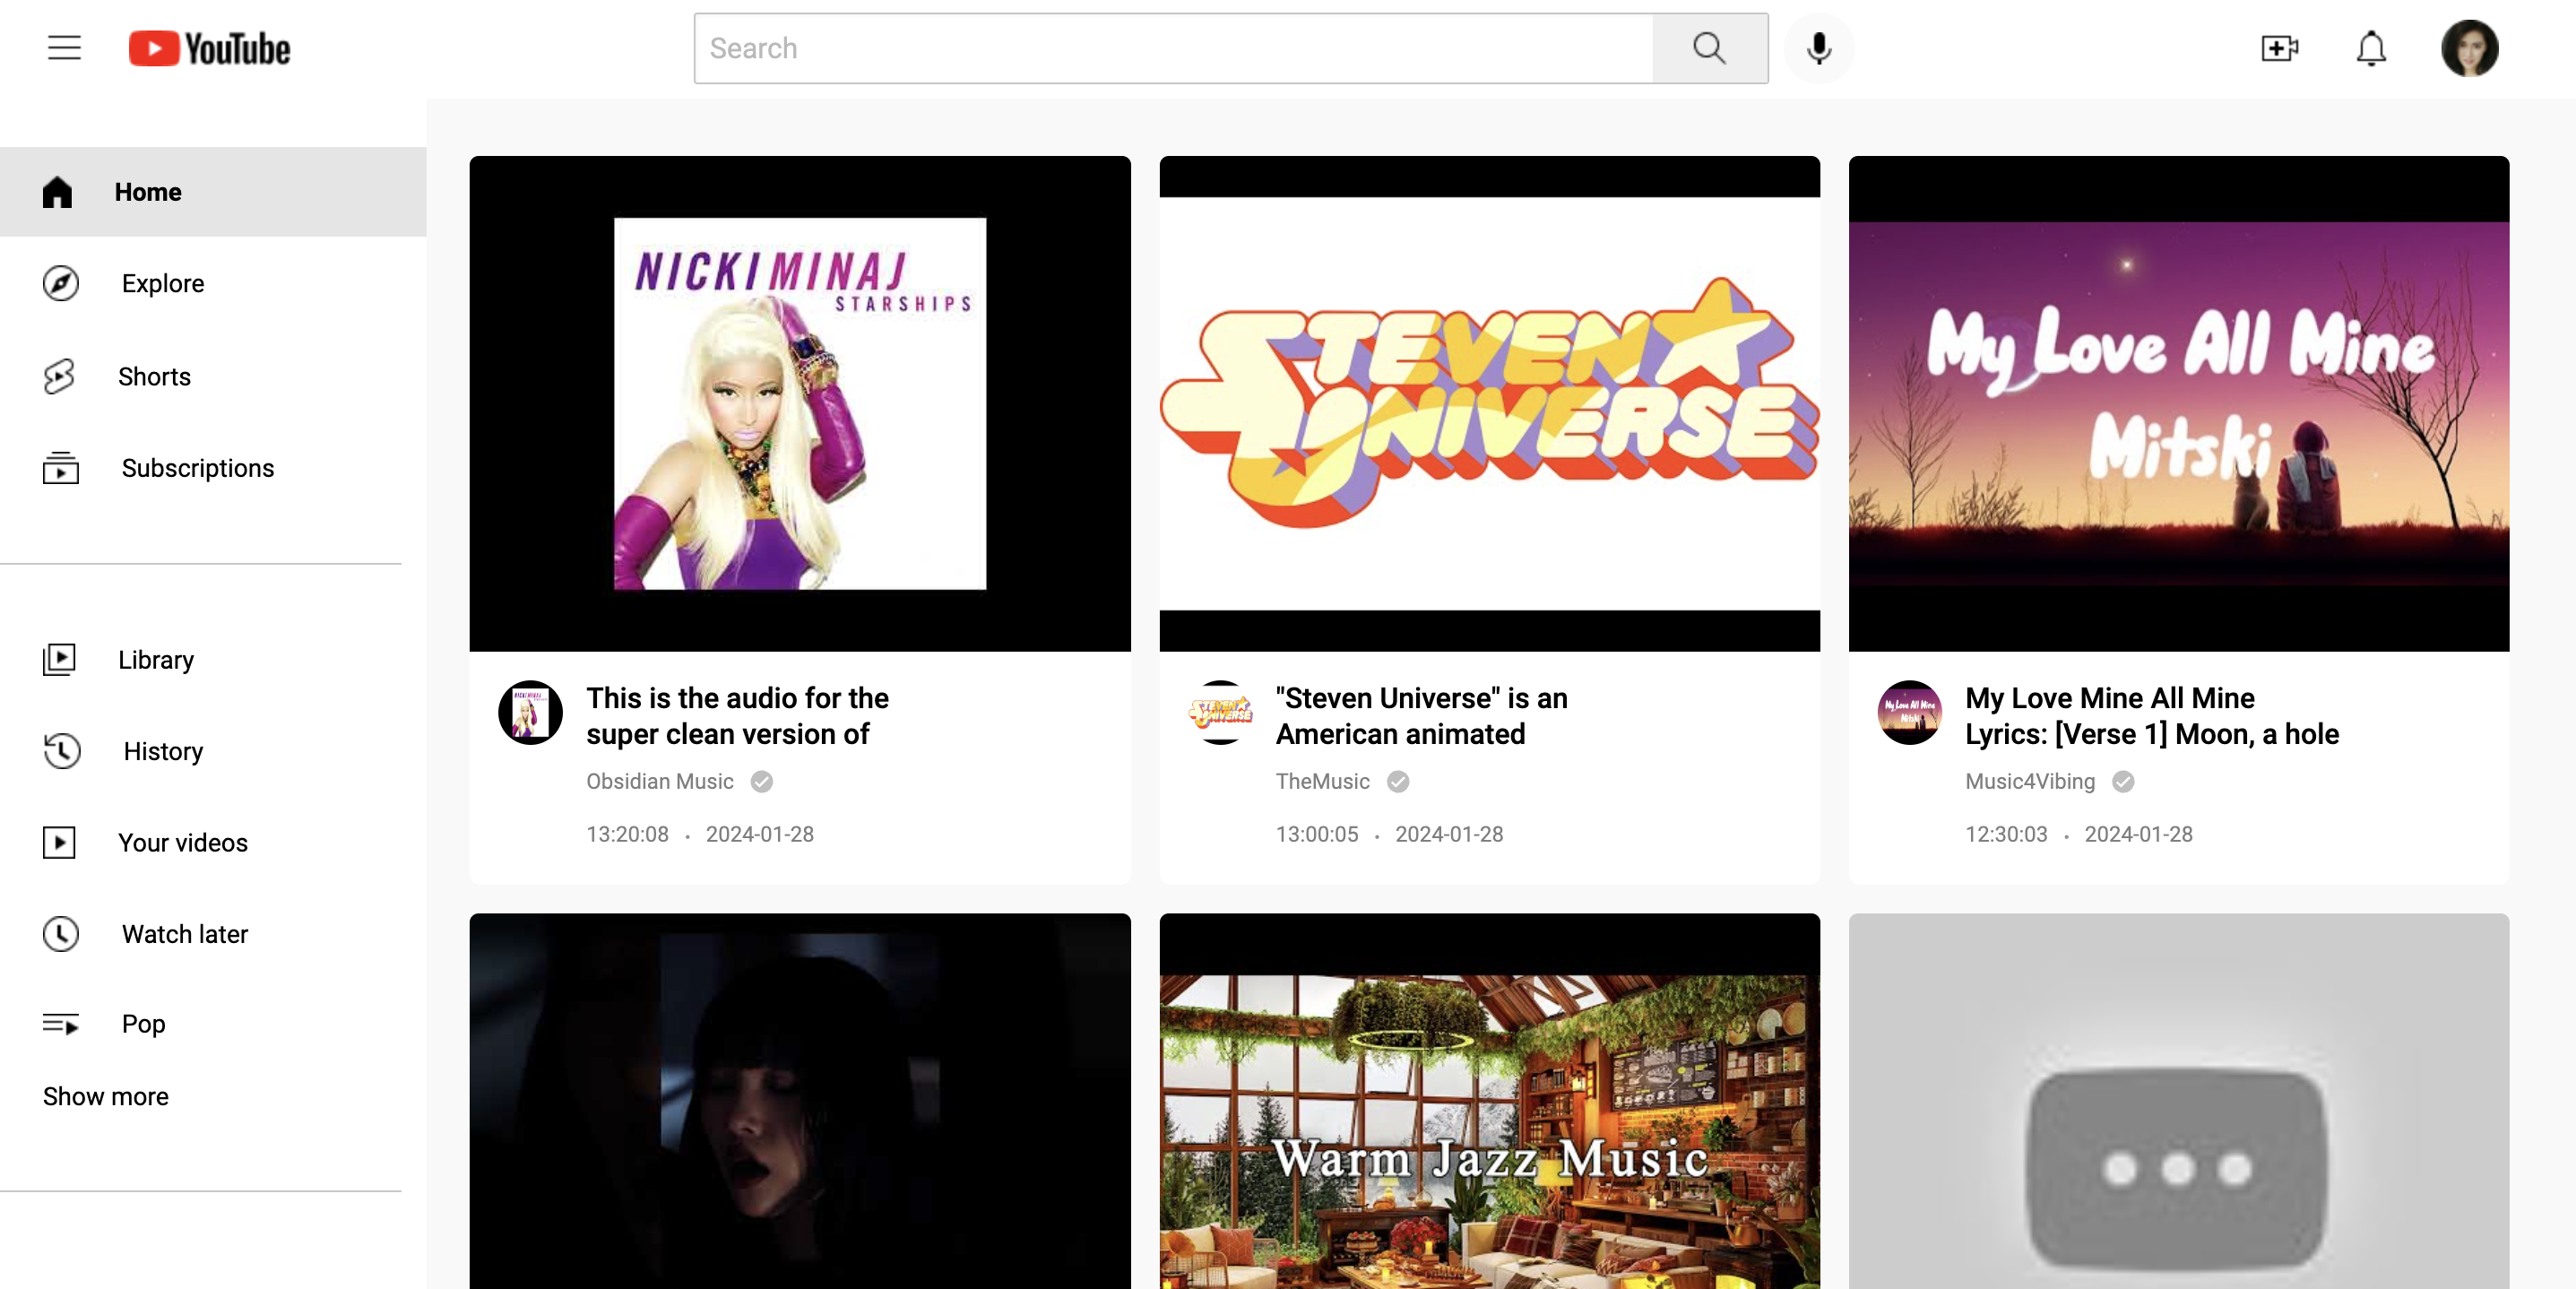 YouTube
Search
Home
Explore
Shorts
Subscriptions
Library
History
Your videos
Watch later
Pop
Show more
NICKI MINAJ
STARSHIPS
This is the audio for the
super clean version of
Obsidian Music
13:20:08 • 2024-01-28
STEVEN
UNIVERSE
"Steven Universe" is an
American animated
TheMusic
13:00:05 • 2024-01-28
My Love All Mine
Mitski
My Love Mine All Mine
Lyrics: [Verse 1] Moon, a hole
Music4Vibing
12:30:03 • 2024-01-28
Warm Jazz Music